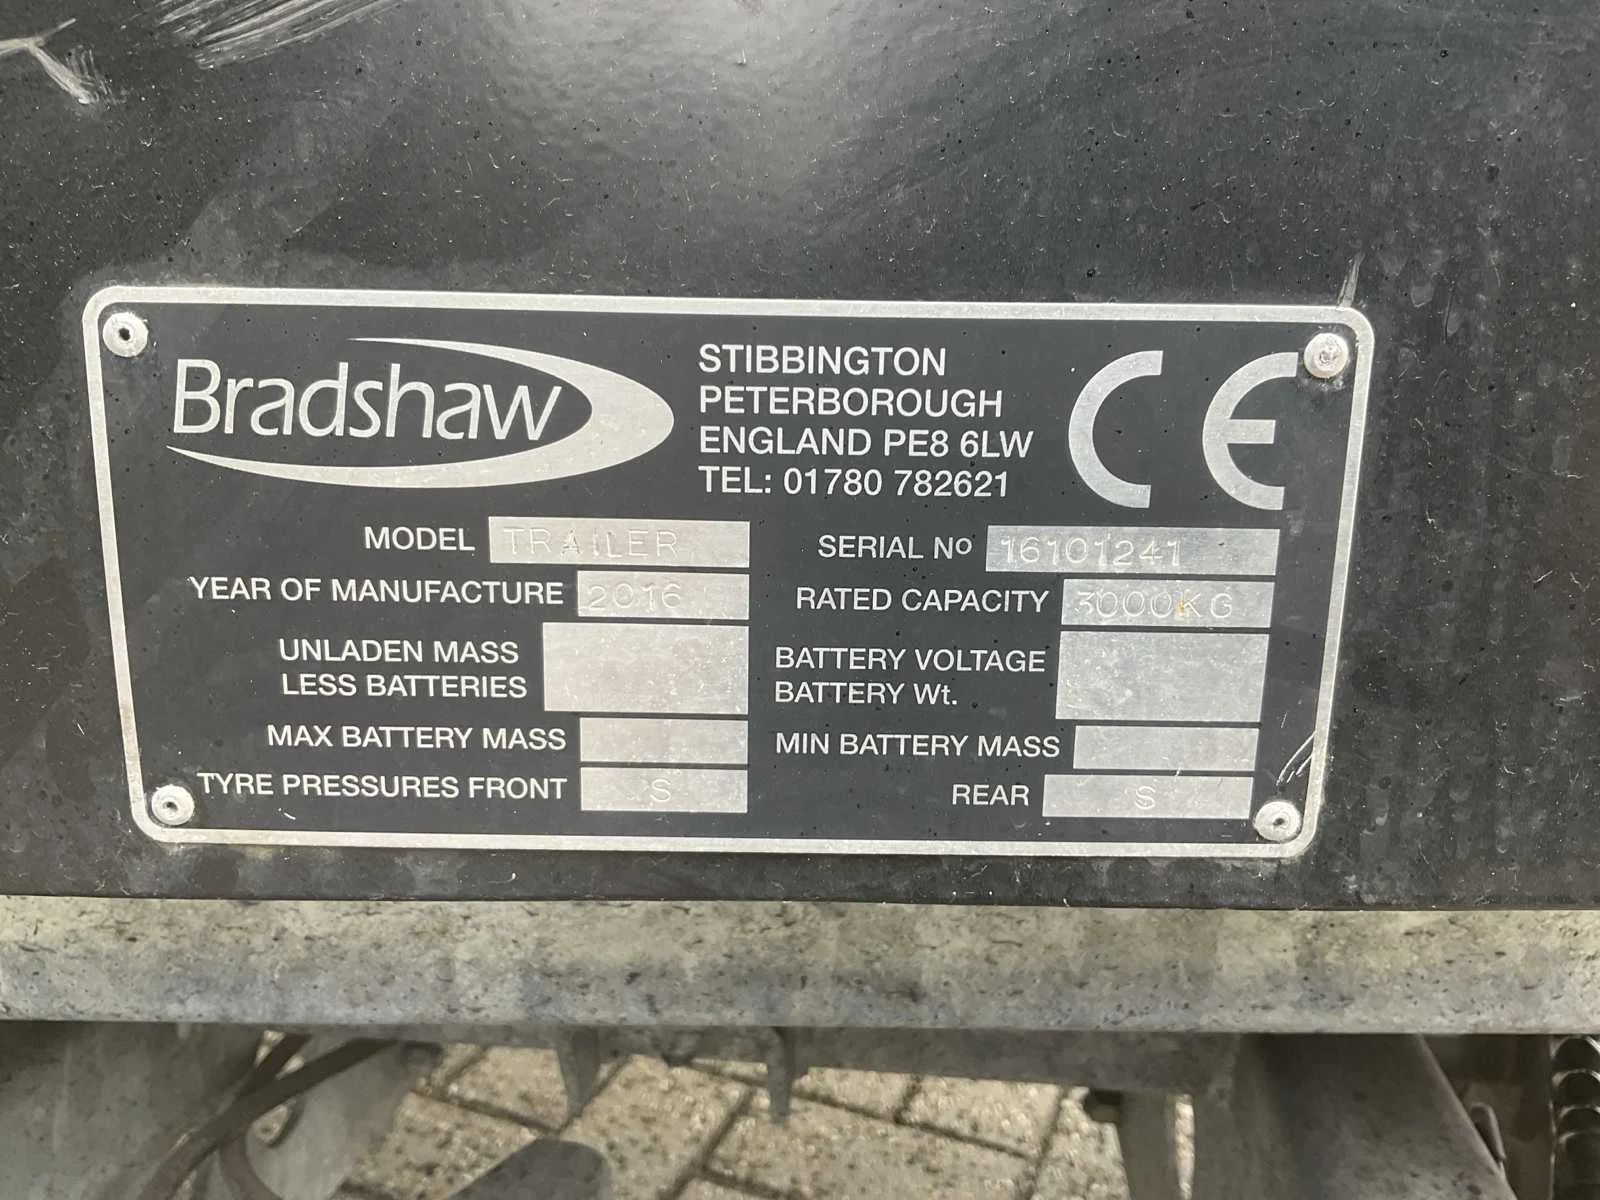 Bradshaw
STIBBINGTON
PETERBOROUGH
ENGLAND PE8 6LW
TEL: 01780 782621
CE
MODEL TRAILER
SERIAL No 16101241
YEAR OF MANUFACTURE 2016
RATED CAPACITY 3000KG
UNLADEN MASS
LESS BATTERIES
BATTERY VOLTAGE
BATTERY Wt.
MAX BATTERY MASS
MIN BATTERY MASS
TYRE PRESSURES FRONT S
REAR S